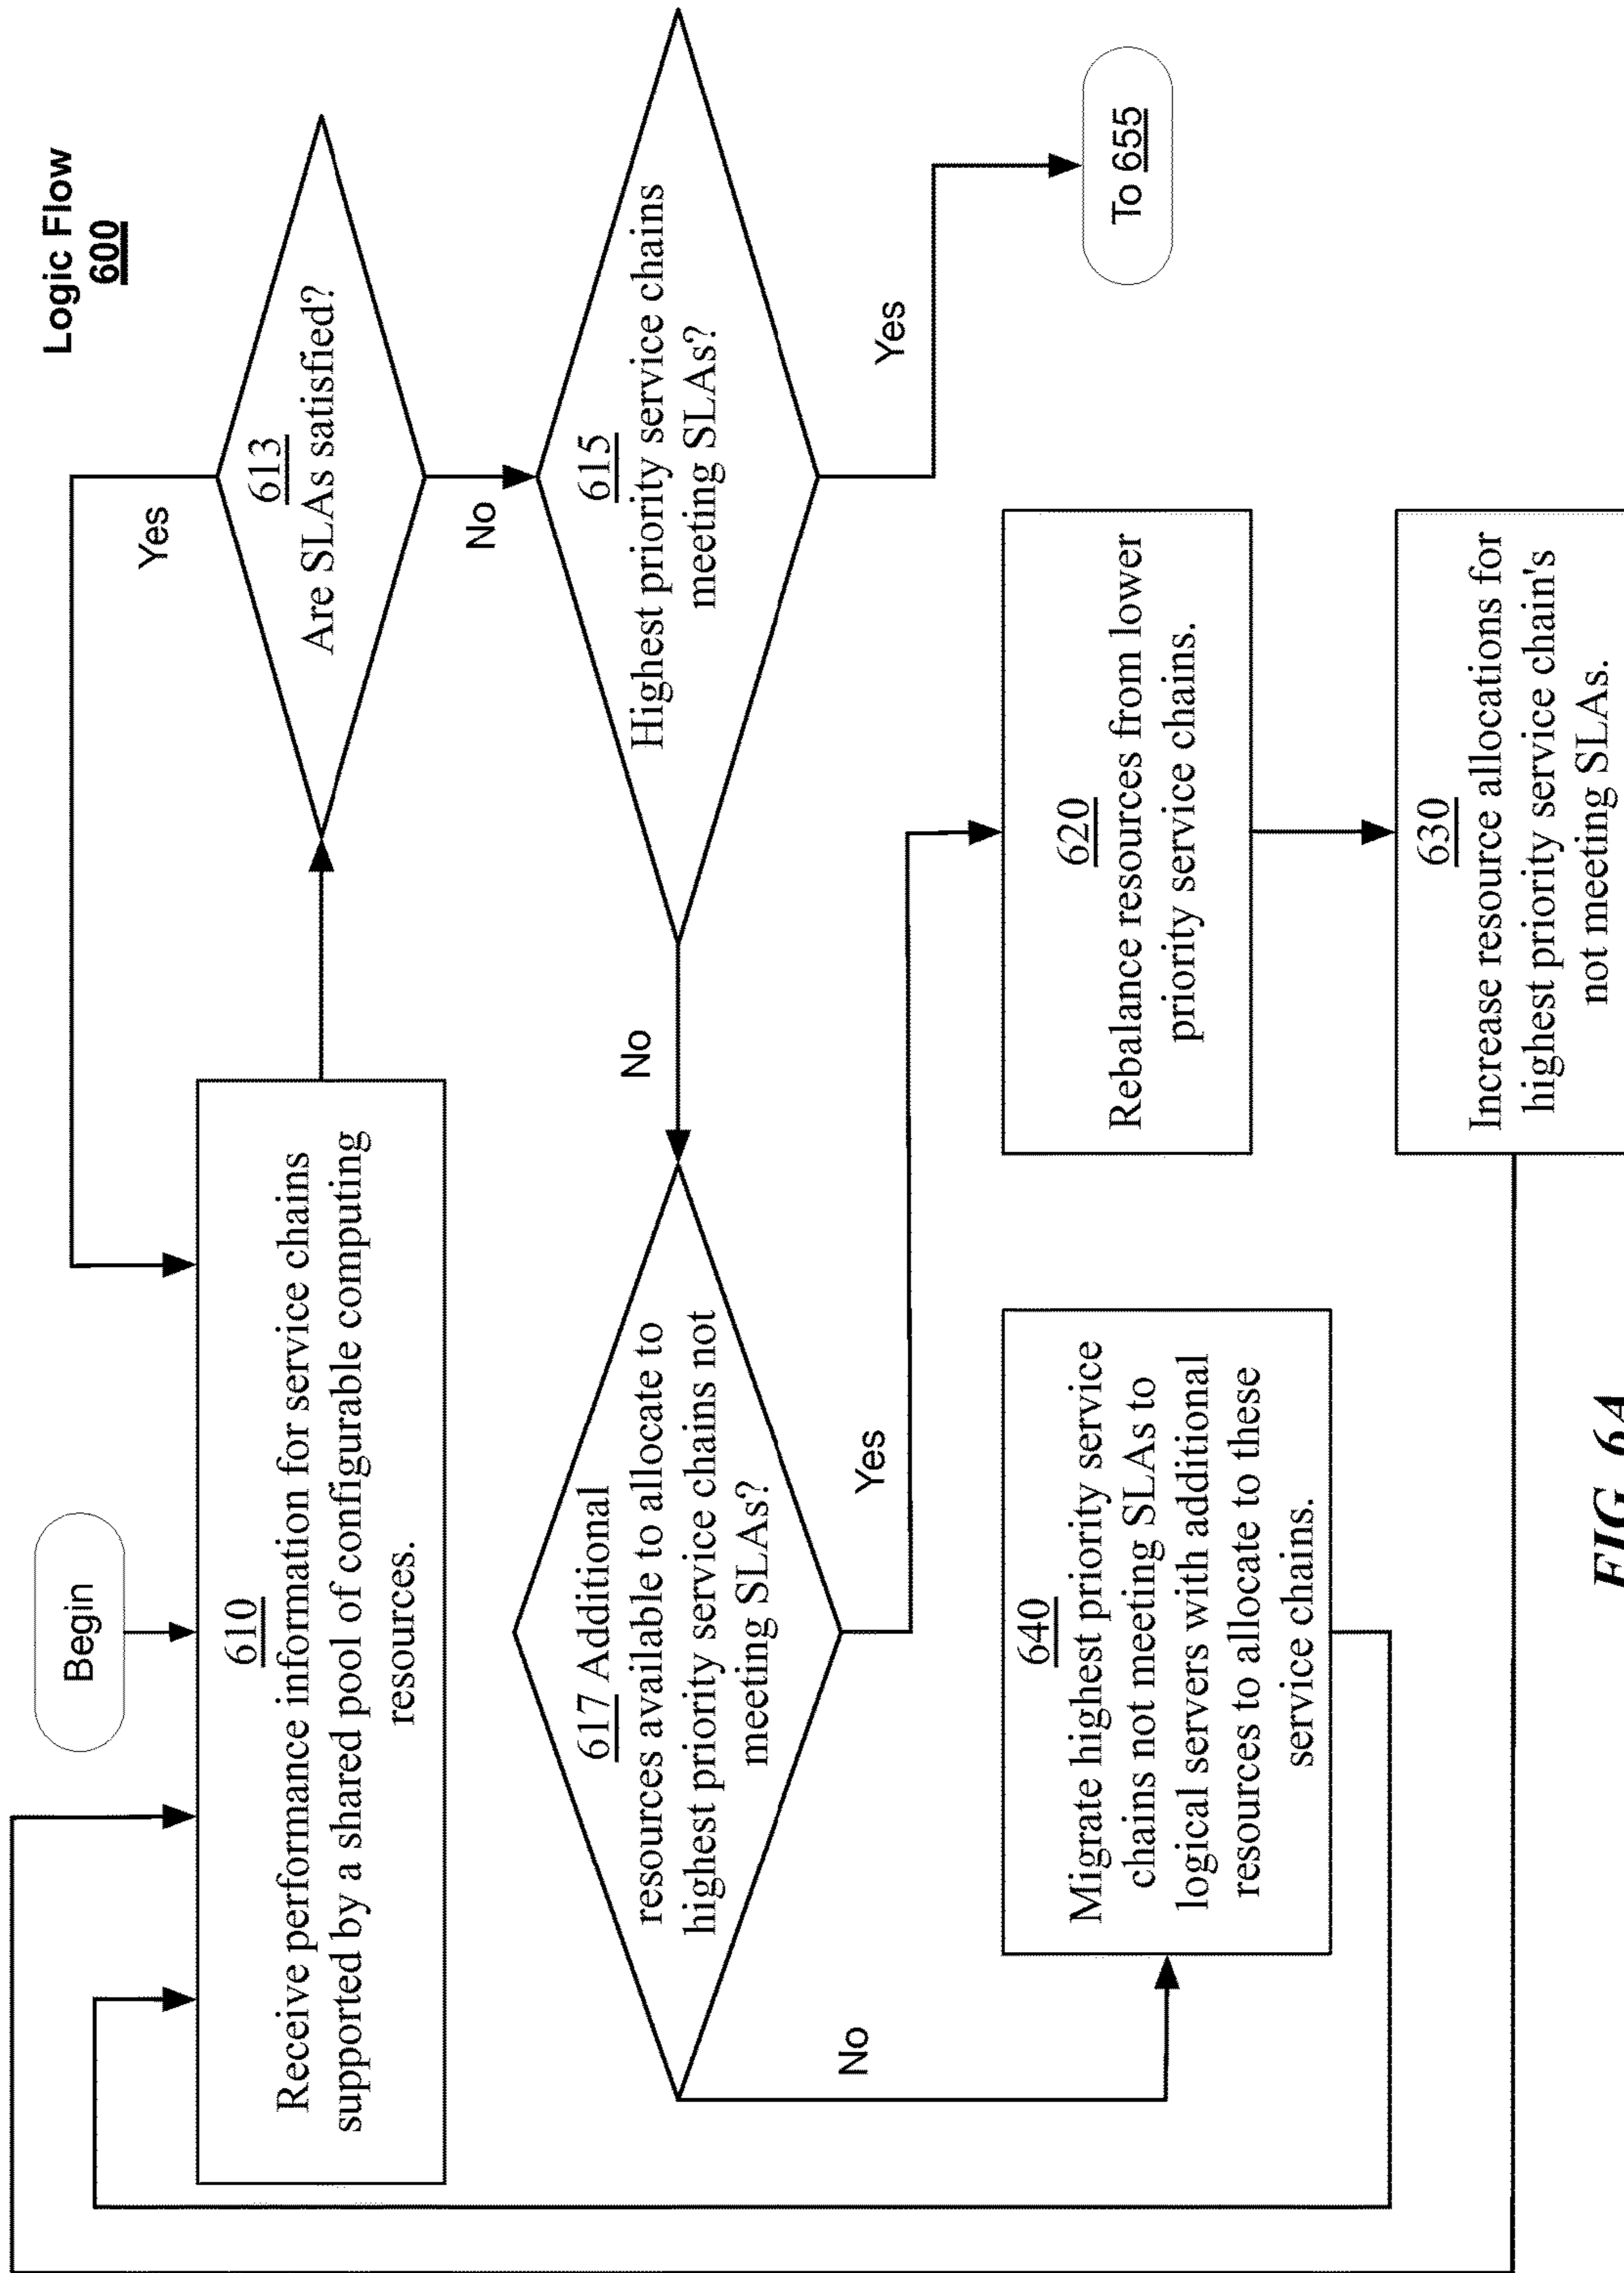 Logic Flow
600
Begin
610
Receive performance information for service chains
supported by a shared pool of configurable computing
resources.
Yes
613
Are SLAs satisfied?
No
615
Highest priority service chains
meeting SLAs?
No
Yes
617 Additional
resources available to allocate to
highest priority service chains not
meeting SLAs?
No
Yes
640
Migrate highest priority service
chains not meeting SLAs to
logical servers with additional
resources to allocate to these
service chains.
620
Rebalance resources from lower
priority service chains.
To 655
630
Increase resource allocations for
highest priority service chain's
not meeting SLAs.
FIG. 6A